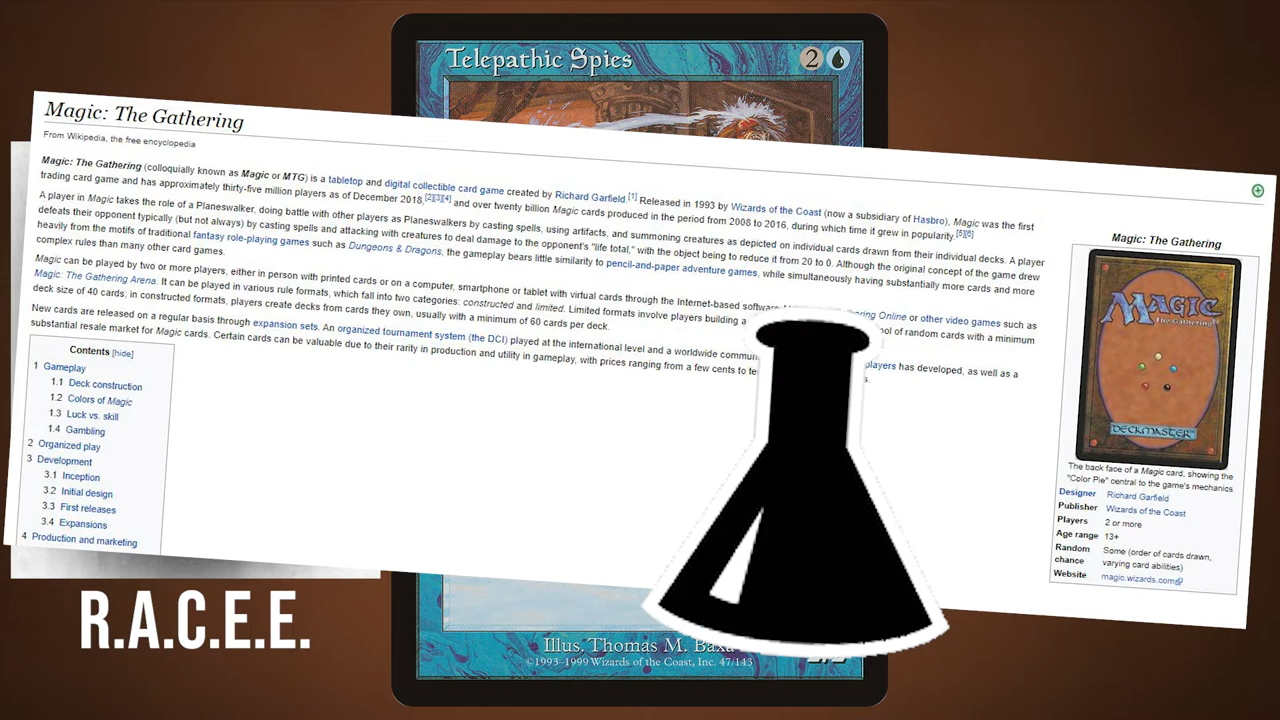 Telepathic Spies
2
Magic: The Gathering
From Wikipedia, the free encyclopedia
Magic: The Gathering (colloquially known as Magic or MTG) is a tabletop and digital collectible card game created by Richard Garfield.[1] Released in 1993 by Wizards of the Coast (now a subsidiary of Hasbro), Magic was the first
trading card game and has approximately thirty-five million players as of December 2018,[2][3][4] and over twenty billion Magic cards produced in the period from 2008 to 2016, during which time it grew in popularity.[5][6]
A player in Magic takes the role of a Planeswalker, doing battle with other players as Planeswalkers by casting spells, using artifacts, and summoning creatures as depicted on individual cards drawn from their individual decks. A player
defeats their opponent typically (but not always) by casting spells and attacking with creatures to deal damage to the opponent's "life total," with the object being to reduce it from 20 to 0. Although the original concept of the game drew
heavily from the motifs of traditional fantasy role-playing games such as Dungeons & Dragons, the gameplay bears little similarity to pencil-and-paper adventure games, while simultaneously having substantially more cards and more
complex rules than many other card games.
Magic can be played by two or more players, either in person with printed cards or on a computer, smartphone or tablet with virtual cards through the Internet-based software Online or other video games such as
Magic: The Gathering Arena. It can be played in various rule formats, which fall into two categories: constructed and limited. Limited formats involve players building a of random cards with a minimum
deck size of 40 cards; in constructed formats, players create decks from cards they own, usually with a minimum of 60 cards per deck.
New cards are released on a regular basis through expansion sets. An organized tournament system (the DCI) played at the international level and a worldwide players has developed, as well as a
substantial resale market for Magic cards. Certain cards can be valuable due to their rarity in production and utility in gameplay, with prices ranging from a few cents to
Contents [hide]
1 Gameplay
1.1 Deck construction
1.2 Colors of Magic
1.3 Luck vs. skill
1.4 Gambling
2 Organized play
3 Development
3.1 Inception
3.2 Initial design
3.3 First releases
3.4 Expansions
4 Production and marketing
Magic: The Gathering
MAGIC
The Gathering
DECKMASTER
The back face of a Magic card, showing the
"Color Pie" central to the game's mechanics
Designer Richard Garfield
Publisher Wizards of the Coast
Players 2 or more
Age range 13+
Random chance Some (order of cards drawn,
varying card abilities)
Website magic.wizards.com
R.A.C.E.E.
Illus. Thomas M. Baxa
©1993-1999 Wizards of the Coast, Inc. 47/143